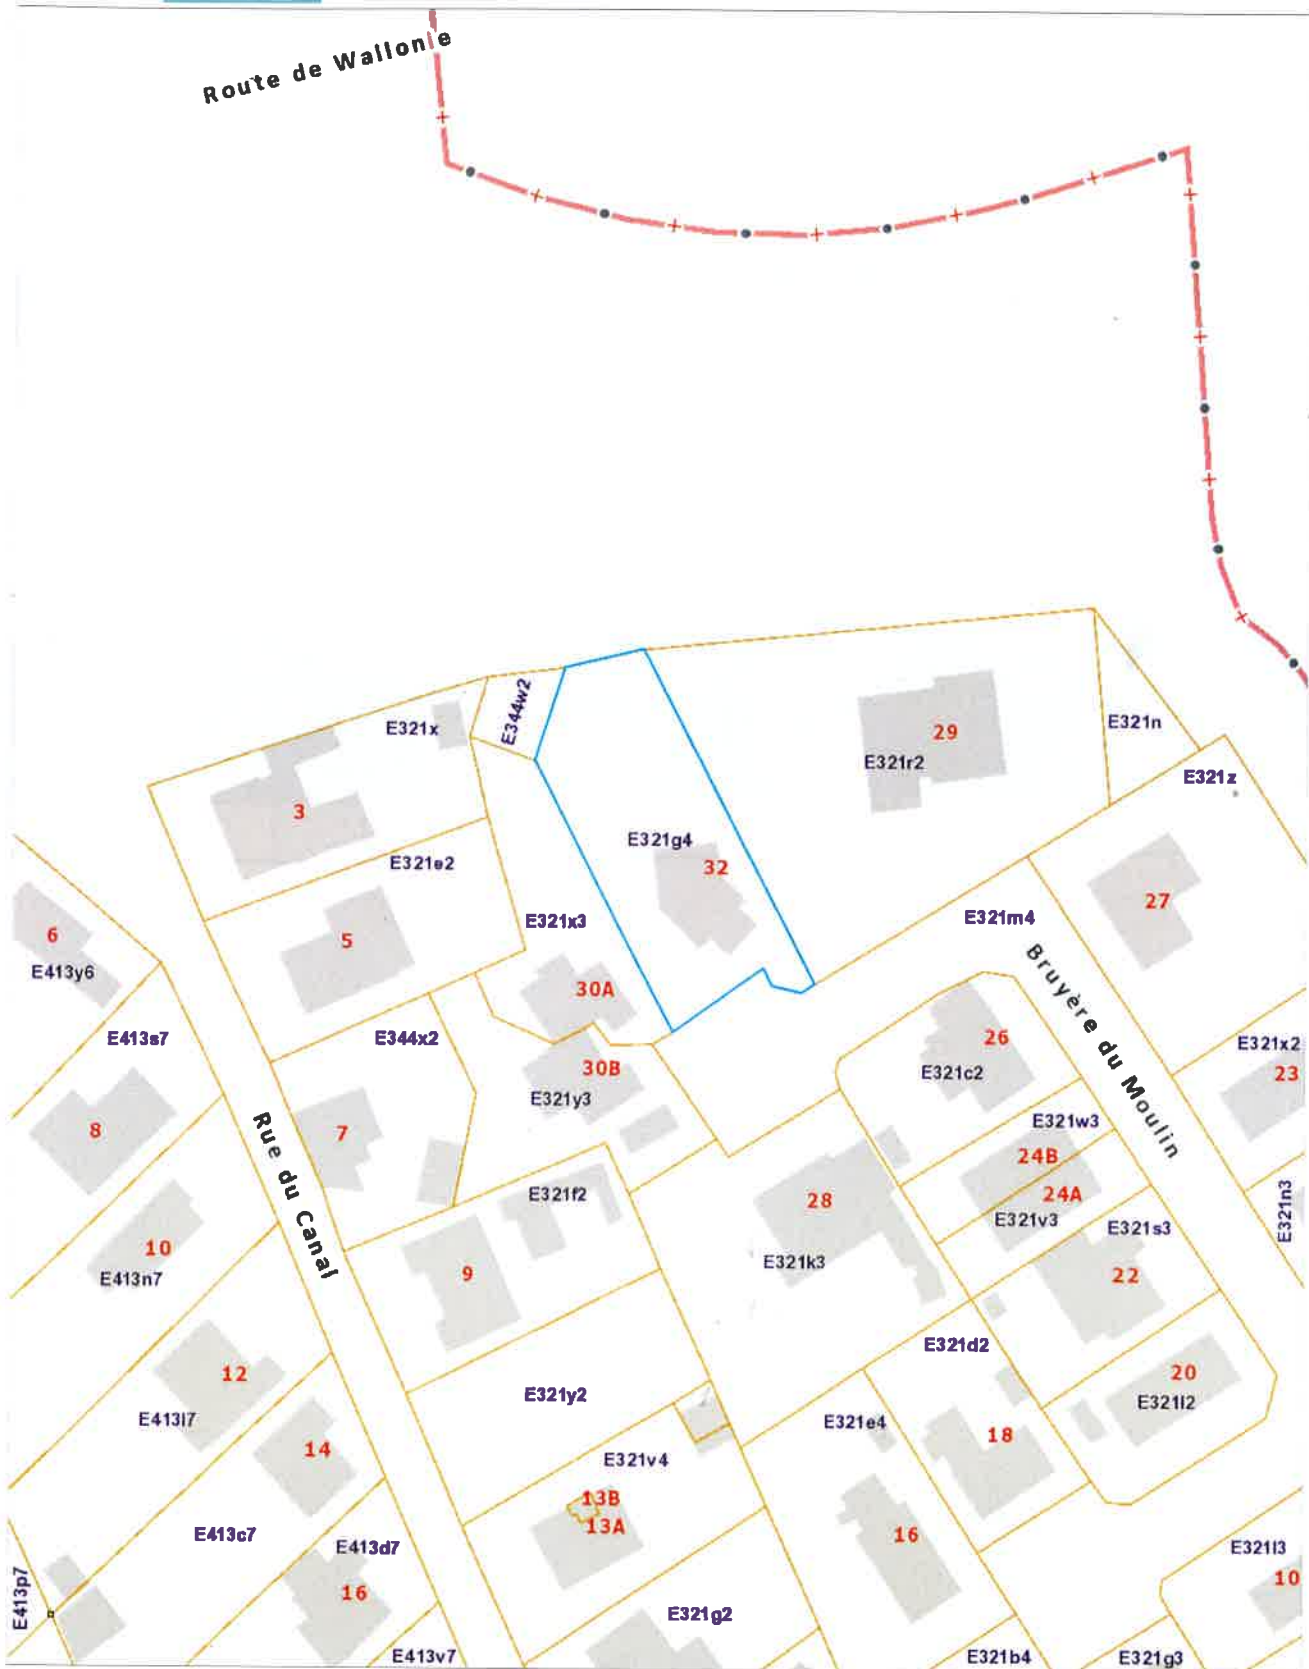 Route de Wallonie
E344w2
E321x
E321n
29
E321r2
E321z
3
E321g4
32
E321e2
27
E321x3
E321m4
6
5
E413y6
30A
Bruyère du Moulin
E413s7
E344x2
26
E321x2
30B
E321c2
23
E321y3
8
7
Rue du Canal
E321w3
24B
E321f2
28
24A
E321n3
E321v3
E321s3
10
E413n7
9
E321k3
22
E321d2
12
E321y2
20
E321l2
E413l7
E321e4
14
18
E321v4
13B
13A
E413c7
16
E413d7
E321l3
E413p7
16
10
E321g2
E413v7
E321b4
E321g3